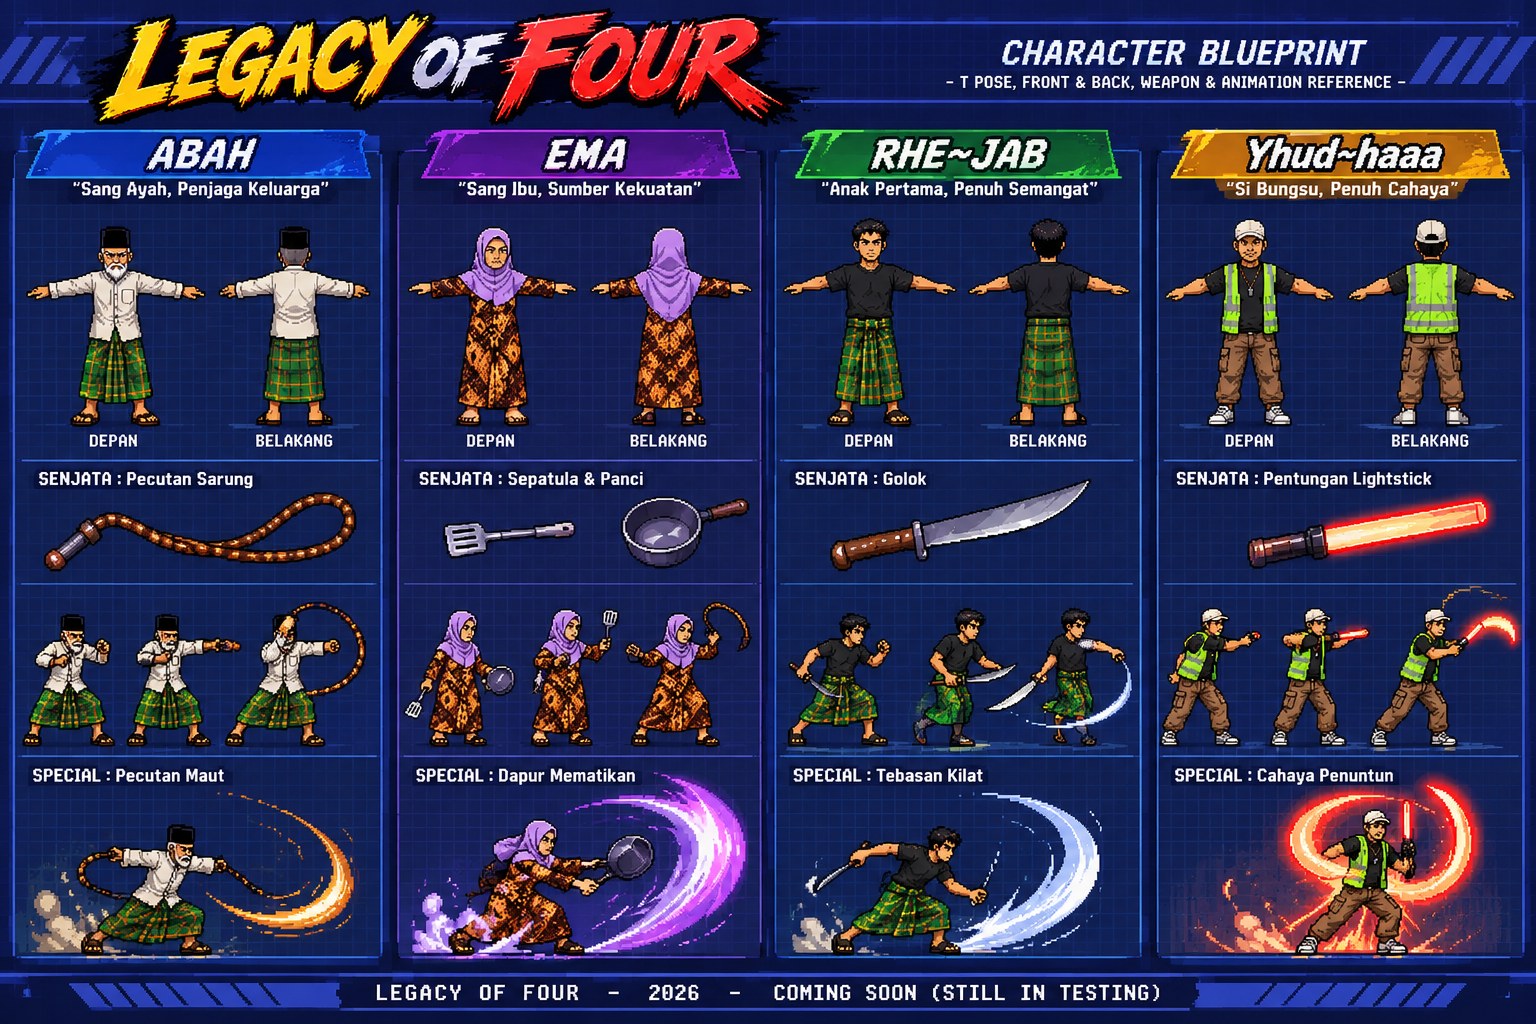 LEGACY OF FOUR
CHARACTER BLUEPRINT
- T POSE, FRONT & BACK, WEAPON & ANIMATION REFERENCE -
ABAH
"Sang Ayah, Penjaga Keluarga"
DEPAN
BELAKANG
SENJATA : Pecutan Sarung
SPECIAL : Pecutan Maut
EMA
"Sang Ibu, Sumber Kekuatan"
DEPAN
BELAKANG
SENJATA : Sepatula & Panci
SPECIAL : Dapur Mematikan
RHE~JAB
"Anak Pertama, Penuh Semangat"
DEPAN
BELAKANG
SENJATA : Golok
SPECIAL : Tebasan Kilat
Yhud~haaa
"Si Bungsu, Penuh Cahaya"
DEPAN
BELAKANG
SENJATA : Pentungan Lightstick
SPECIAL : Cahaya Penuntun
LEGACY OF FOUR - 2026 - COMING SOON (STILL IN TESTING)